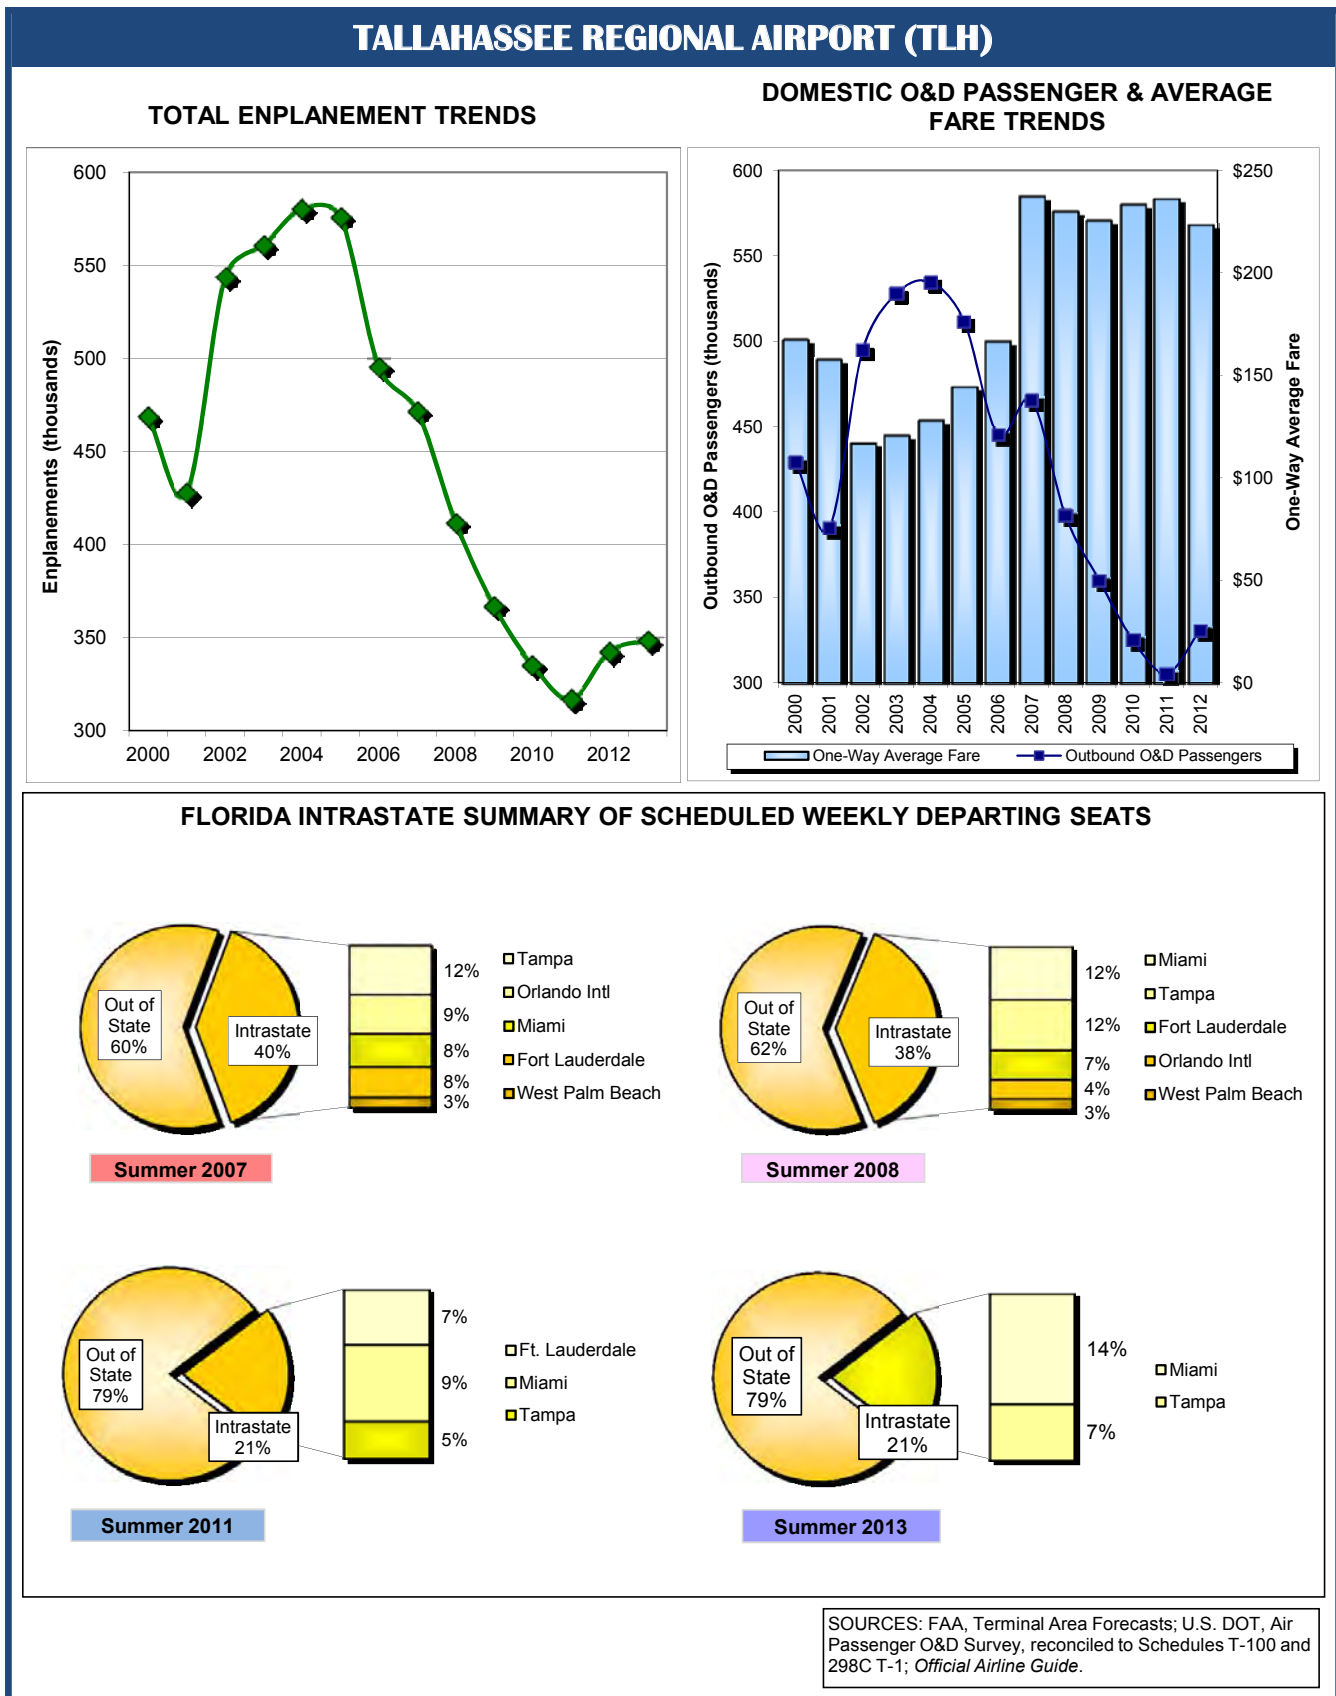 TALLAHASSEE REGIONAL AIRPORT (TLH)
TOTAL ENPLANEMENT TRENDS
600
550
500
450
400
350
300
Enplanements (thousands)
2000 2002 2004 2006 2008 2010 2012
DOMESTIC O&D PASSENGER & AVERAGE
FARE TRENDS
600
550
500
450
400
350
300
Outbound O&D Passengers (thousands)
$250
$200
$150
$100
$50
$0
One-Way Average Fare
2000 2001 2002 2003 2004 2005 2006 2007 2008 2009 2010 2011 2012
One-Way Average Fare
Outbound O&D Passengers
FLORIDA INTRASTATE SUMMARY OF SCHEDULED WEEKLY DEPARTING SEATS
Out of
State
60%
Intrastate
40%
12%
9%
8%
8%
3%
Tampa
Orlando Intl
Miami
Fort Lauderdale
West Palm Beach
Summer 2007
Out of
State
62%
Intrastate
38%
12%
12%
7%
4%
3%
Miami
Tampa
Fort Lauderdale
Orlando Intl
West Palm Beach
Summer 2008
Out of
State
79%
Intrastate
21%
7%
9%
5%
Ft. Lauderdale
Miami
Tampa
Summer 2011
Out of
State
79%
Intrastate
21%
14%
7%
Miami
Tampa
Summer 2013
SOURCES: FAA, Terminal Area Forecasts; U.S. DOT, Air
Passenger O&D Survey, reconciled to Schedules T-100 and
298C T-1; Official Airline Guide.